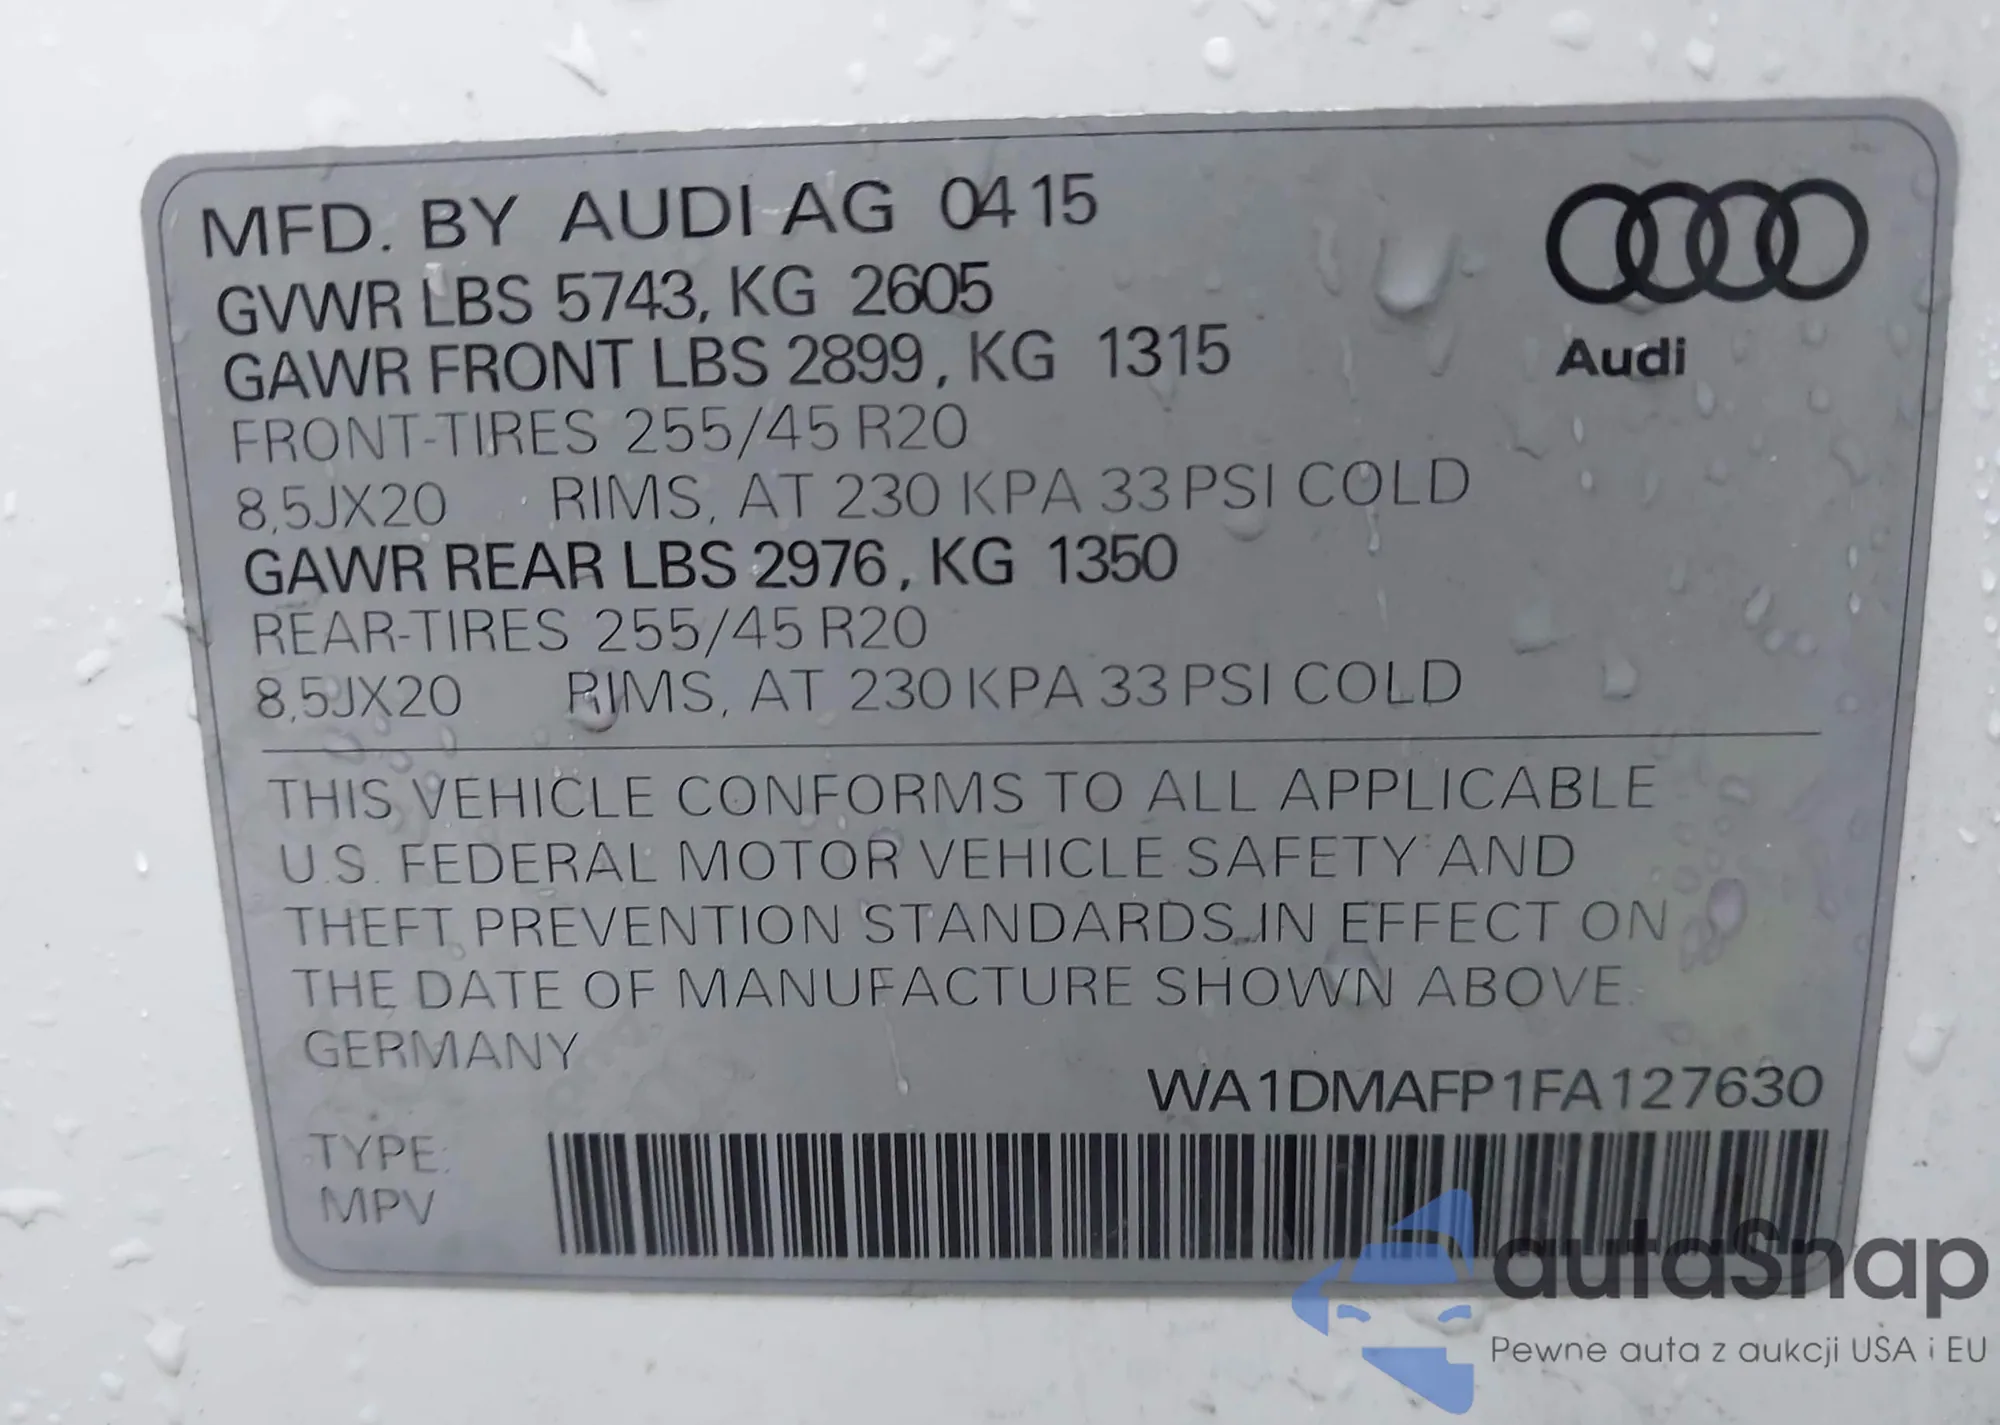 MFD. BY AUDI AG 04 15
GVWR LBS 5743, KG 2605
GAWR FRONT LBS 2899, KG 1315
FRONT-TIRES 255/45 R20
8,5JX20 RIMS, AT 230 KPA 33 PSI COLD
GAWR REAR LBS 2976, KG 1350
REAR-TIRES 255/45 R20
8,5JX20 RIMS, AT 230 KPA 33 PSI COLD
Audi
THIS VEHICLE CONFORMS TO ALL APPLICABLE
U.S. FEDERAL MOTOR VEHICLE SAFETY AND
THEFT PREVENTION STANDARDS IN EFFECT ON
THE DATE OF MANUFACTURE SHOWN ABOVE.
GERMANY
WA1DMAFP1FA127630
TYPE:
MPV
autaSnap
Pewne auta z aukcji USA i EU